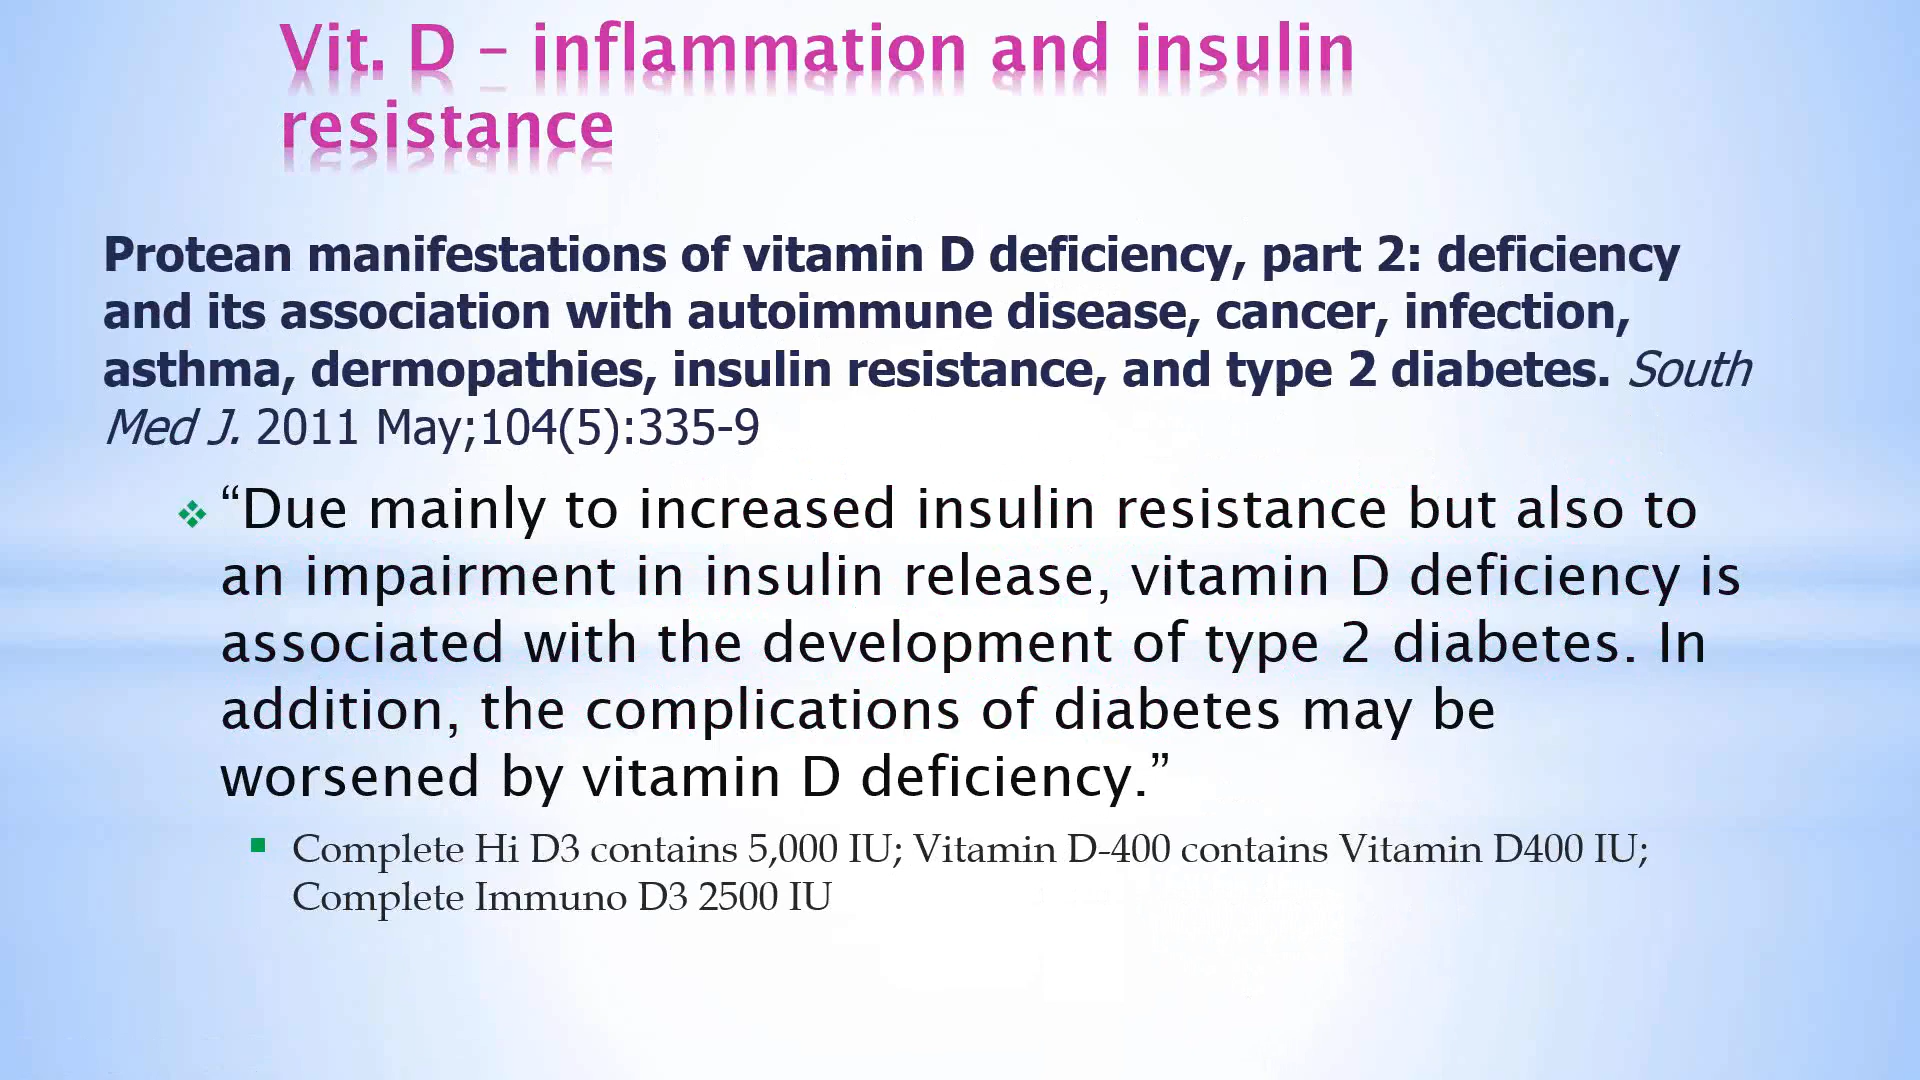 Vit. D – inflammation and insulin
resistance
Protean manifestations of vitamin D deficiency, part 2: deficiency
and its association with autoimmune disease, cancer, infection,
asthma, dermopathies, insulin resistance, and type 2 diabetes. South
Med J. 2011 May;104(5):335-9
“Due mainly to increased insulin resistance but also to
an impairment in insulin release, vitamin D deficiency is
associated with the development of type 2 diabetes. In
addition, the complications of diabetes may be
worsened by vitamin D deficiency.”
Complete Hi D3 contains 5,000 IU; Vitamin D-400 contains Vitamin D400 IU;
Complete Immuno D3 2500 IU